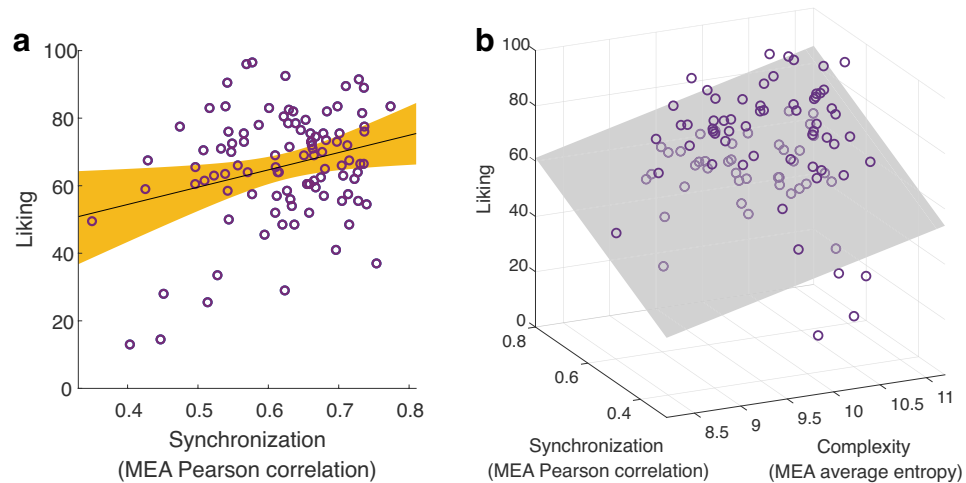 a
100
80
60
40
20
0
Liking
0.4 0.5 0.6 0.7 0.8
Synchronization
(MEA Pearson correlation)
b
100
80
60
40
20
0
Liking
0.8
0.6
0.4
Synchronization
(MEA Pearson correlation)
8.5 9 9.5 10 10.5 11
Complexity
(MEA average entropy)